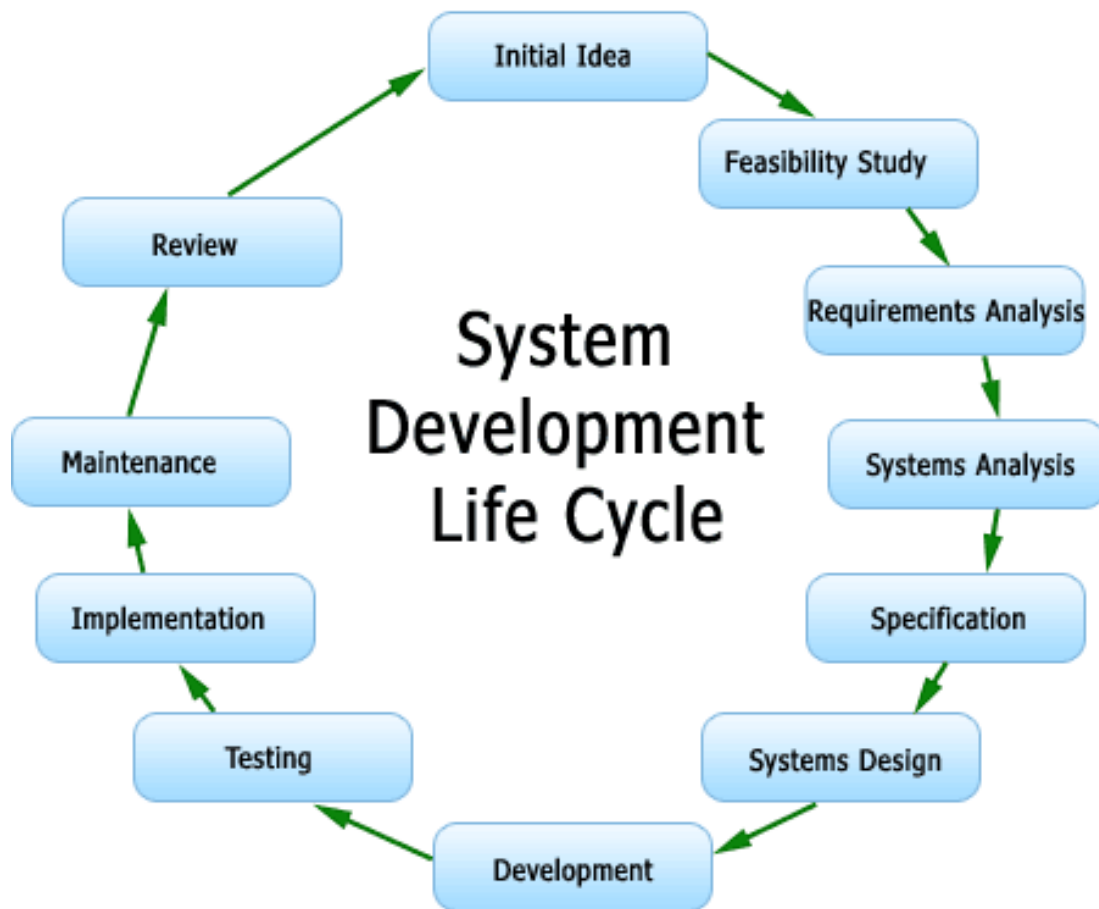 Initial Idea
Feasibility Study
Requirements Analysis
Systems Analysis
Specification
Systems Design
Development
Testing
Implementation
Maintenance
Review
System
Development
Life Cycle